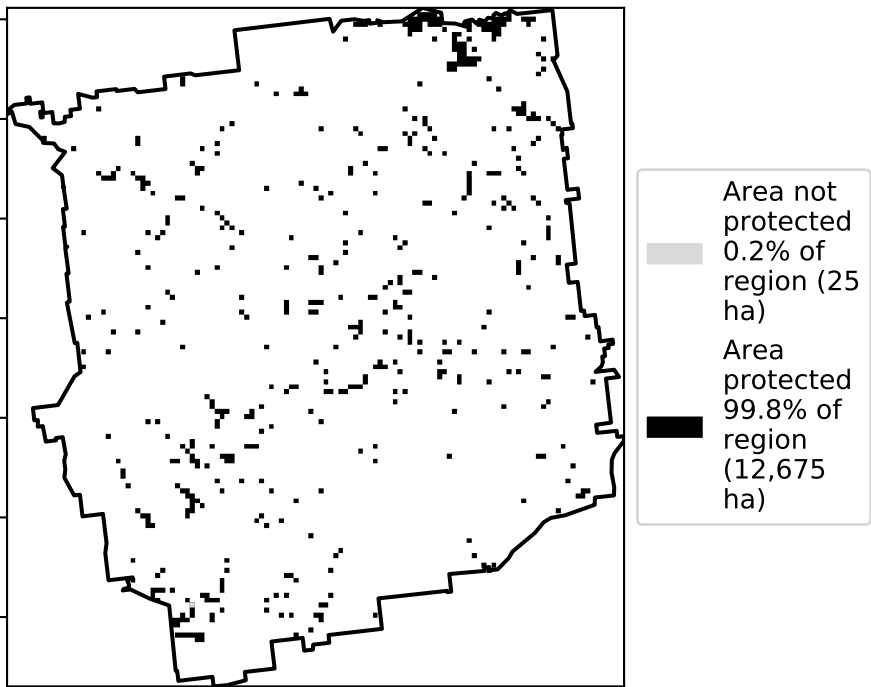 Area not
protected
0.2% of
region (25
ha)
Area
protected
99.8% of
region
(12,675
ha)